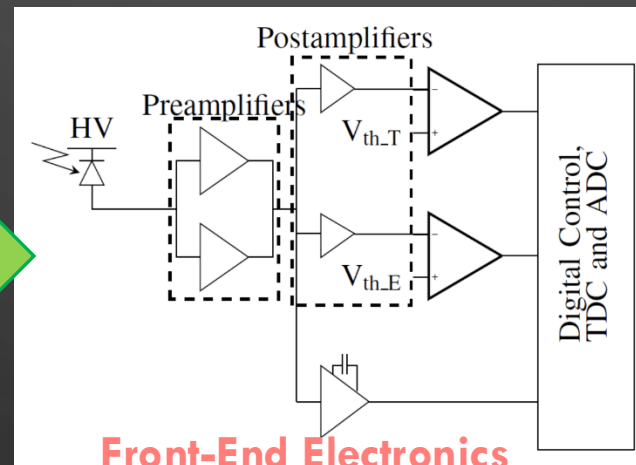 Postamplifiers
Preamplifiers
HV
V_th_T
V_th_E
-
+
-
+
Digital Control,
TDC and ADC
Front-End Electronics